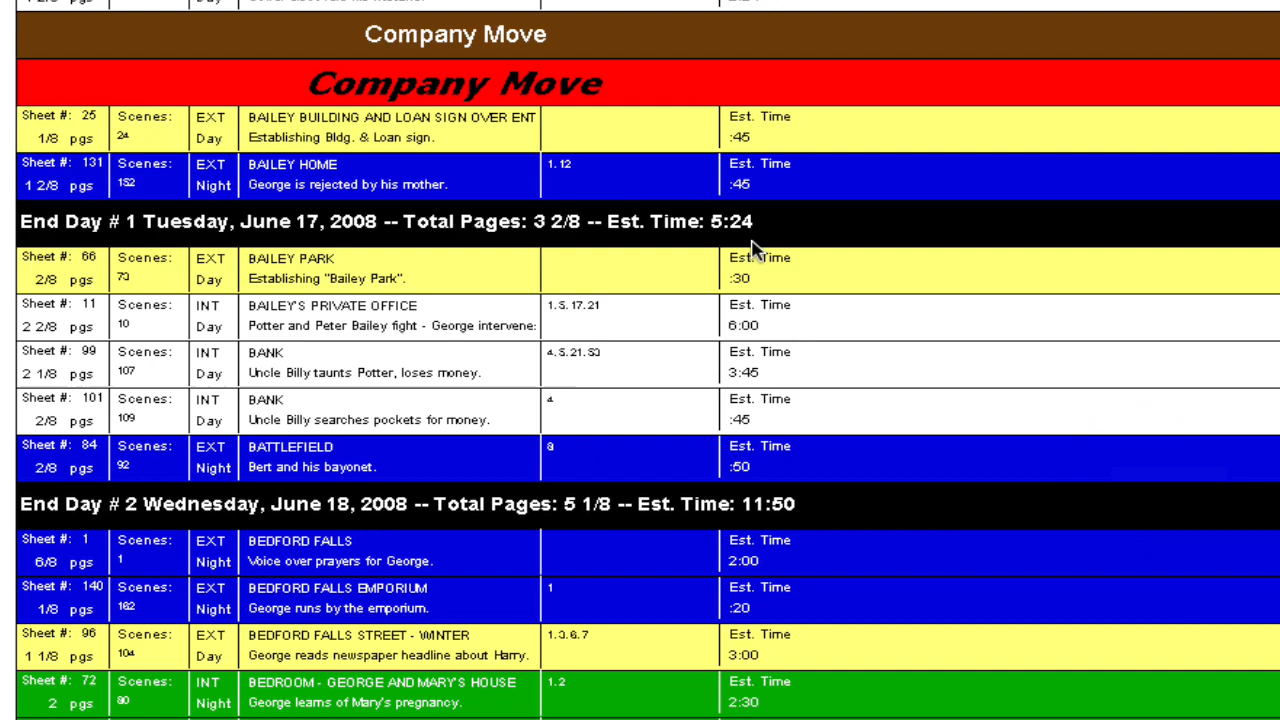 Company Move
Company Move
Sheet #: 25 Scenes: EXT BAILEY BUILDING AND LOAN SIGN OVER ENT Est. Time
1/8 pgs 24 Day Establishing Bldg. & Loan sign. :45
Sheet #: 131 Scenes: EXT BAILEY HOME 1.12 Est. Time
1 2/8 pgs 152 Night George is rejected by his mother. :45
End Day # 1 Tuesday, June 17, 2008 -- Total Pages: 3 2/8 -- Est. Time: 5:24
Sheet #: 66 Scenes: EXT BAILEY PARK Est. Time
2/8 pgs 73 Day Establishing "Bailey Park". :30
Sheet #: 11 Scenes: INT BAILEY'S PRIVATE OFFICE 1.5.17.21 Est. Time
2 2/8 pgs 10 Day Potter and Peter Bailey fight - George intervene: 6:00
Sheet #: 99 Scenes: INT BANK 4.5.21.53 Est. Time
2 1/8 pgs 107 Day Uncle Billy taunts Potter, loses money. 3:45
Sheet #: 101 Scenes: INT BANK 4 Est. Time
2/8 pgs 109 Day Uncle Billy searches pockets for money. :45
Sheet #: 84 Scenes: EXT BATTLEFIELD 8 Est. Time
2/8 pgs 92 Night Bert and his bayonet. :50
End Day # 2 Wednesday, June 18, 2008 -- Total Pages: 5 1/8 -- Est. Time: 11:50
Sheet #: 1 Scenes: EXT BEDFORD FALLS Est. Time
6/8 pgs 1 Night Voice over prayers for George. 2:00
Sheet #: 140 Scenes: EXT BEDFORD FALLS EMPORIUM 1 Est. Time
1/8 pgs 162 Night George runs by the emporium. :20
Sheet #: 96 Scenes: EXT BEDFORD FALLS STREET - WINTER 1.3.6.7 Est. Time
1 1/8 pgs 104 Day George reads newspaper headline about Harry. 3:00
Sheet #: 72 Scenes: INT BEDROOM - GEORGE AND MARY'S HOUSE 1.2 Est. Time
2 pgs 80 Night George learns of Mary's pregnancy. 2:30